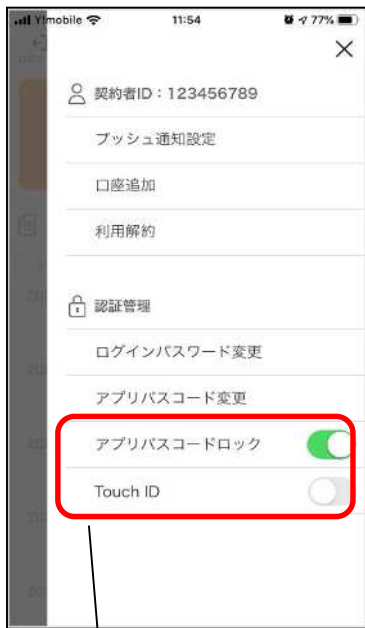 Y!mobile 11:54 77%
契約者ID：123456789
プッシュ通知設定
口座追加
利用解約
認証管理
ログインパスワード変更
アプリパスコード変更
アプリパスコードロック
Touch ID